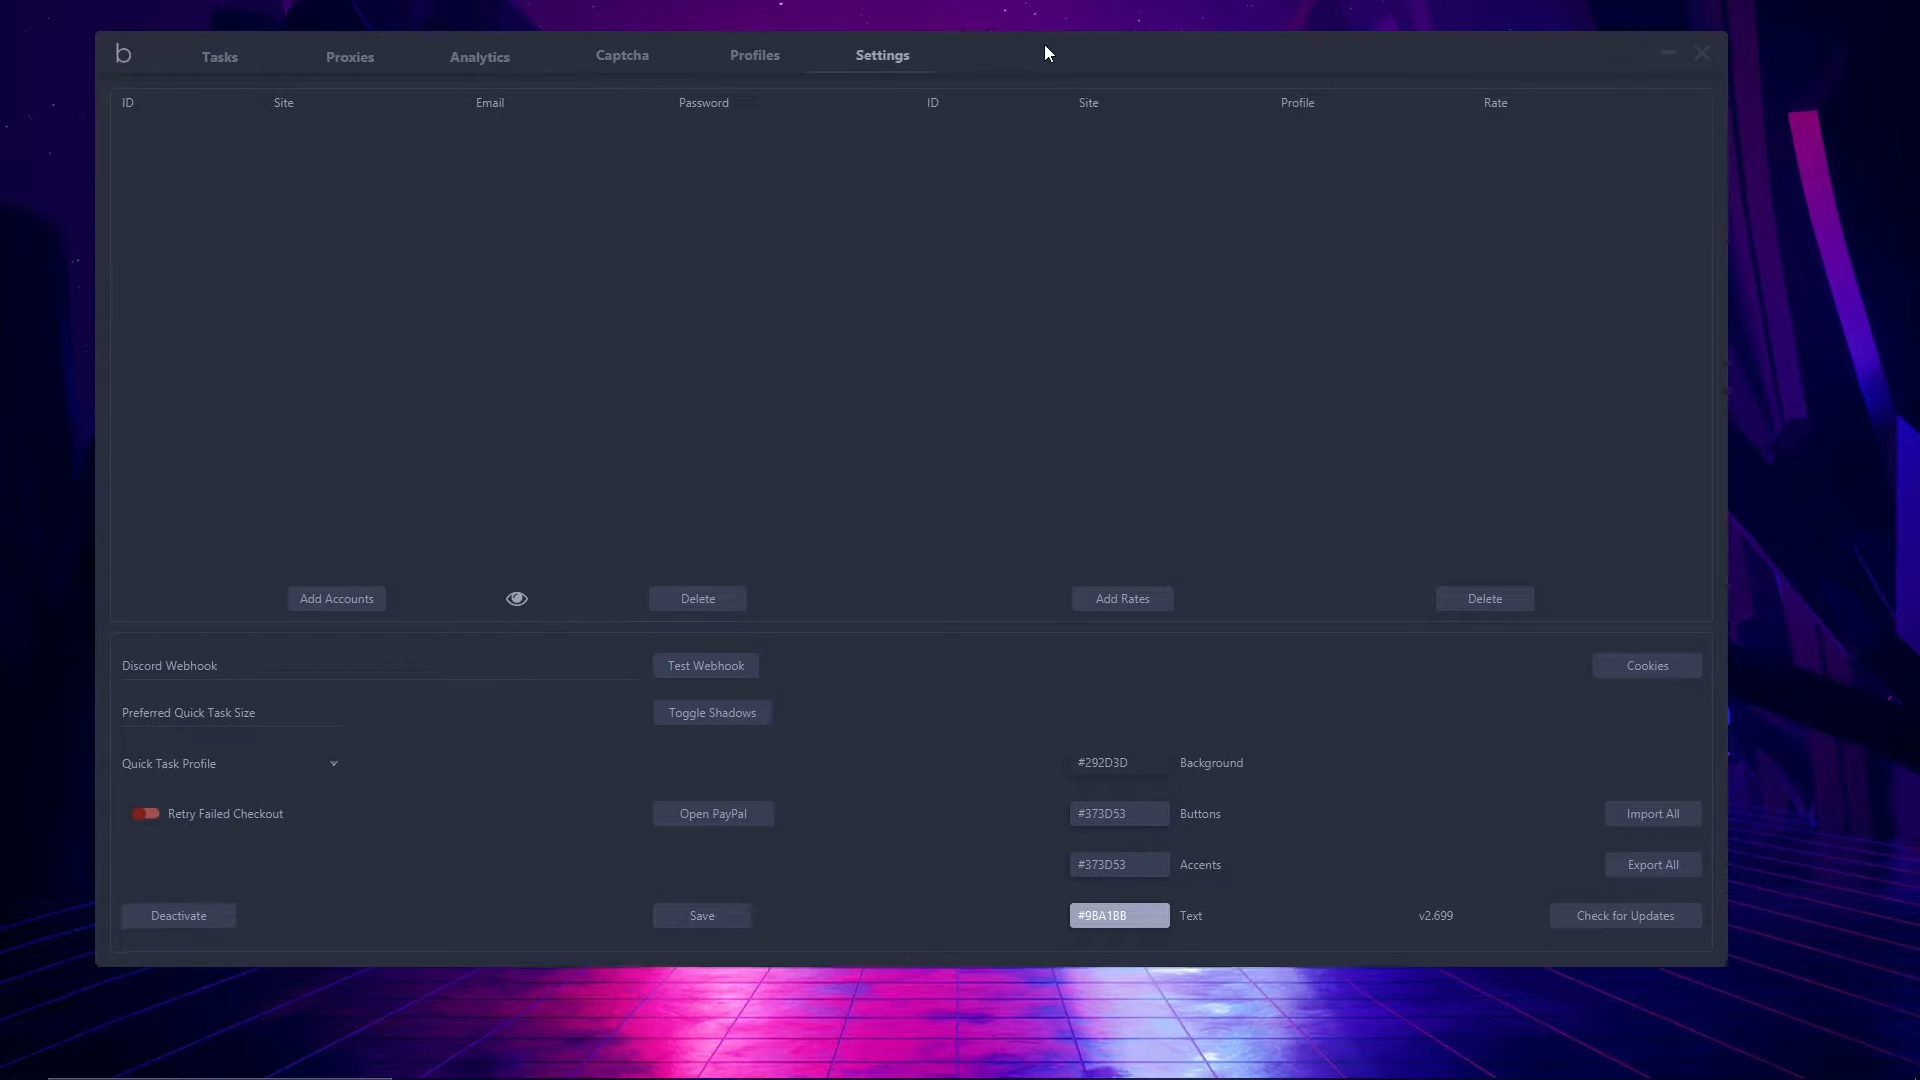 b Tasks Proxies Analytics Captcha Profiles Settings
ID Site Email Password ID Site Profile Rate
Add Accounts Delete Add Rates Delete
Discord Webhook Test Webhook Cookies
Preferred Quick Task Size Toggle Shadows
Quick Task Profile #292D3D Background
Retry Failed Checkout Open PayPal #373D53 Buttons Import All
#373D53 Accents Export All
Deactivate Save #9BA1BB Text v2.699 Check for Updates